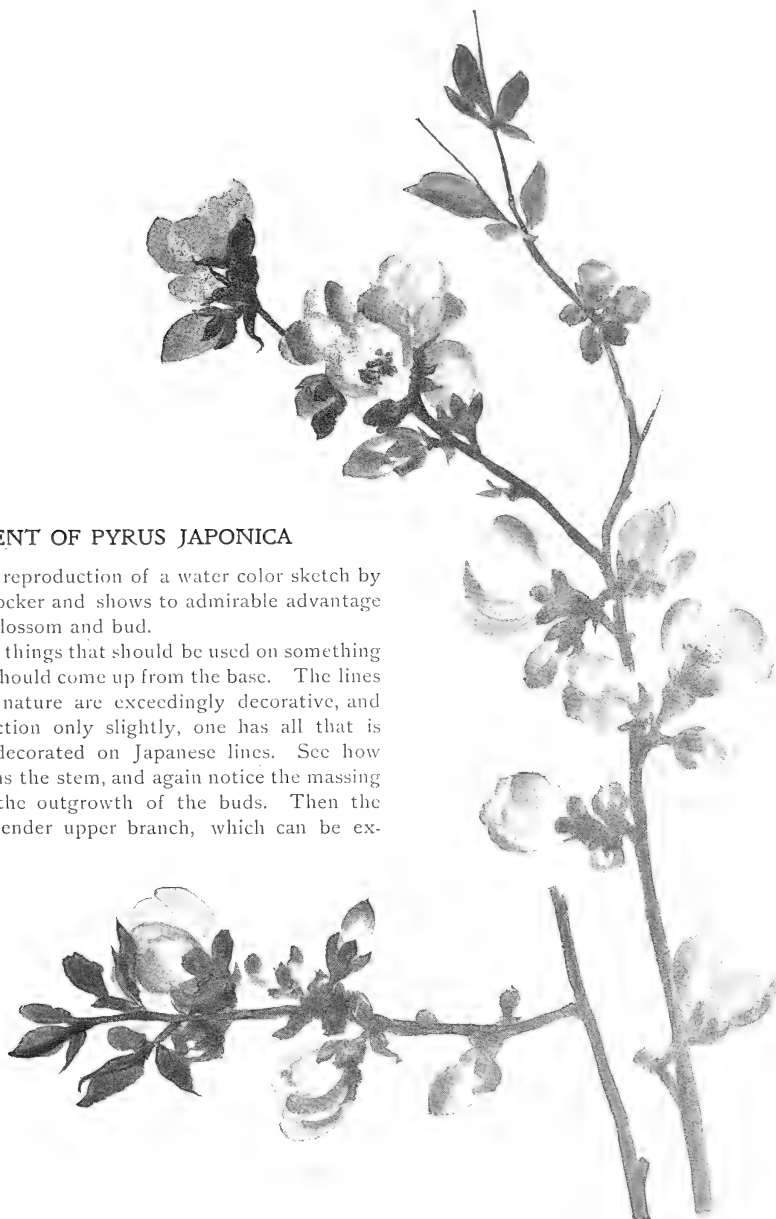 ENT OF PYRUS JAPONICA
reproduction of a water color sketch by
ocker and shows to admirable advantage
lossom and bud.
things that should be used on something
hould come up from the base. The lines
nature are exceedingly decorative, and
ction only slightly, one has all that is
decorated on Japanese lines. See how
ns the stem, and again notice the massing
the outgrowth of the buds. Then the
ender upper branch, which can be ex-